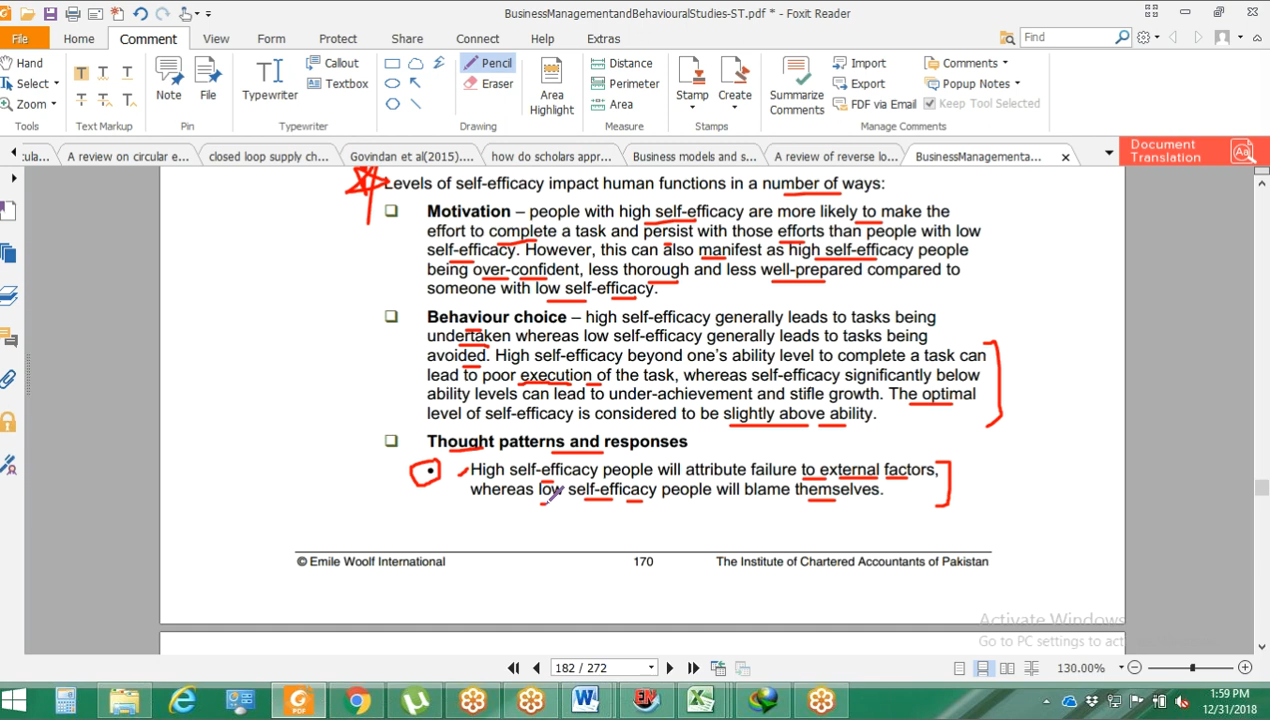 BusinessManagementandBehaviouralStudies-ST.pdf * - Foxit Reader
File Home Comment View Form Protect Share Connect Help Extras Find
Hand
Select
Zoom
Tools
Text Markup
Note
File
Pin
Typewriter
Callout
Textbox
Typewriter
Pencil
Eraser
Area Highlight
Drawing
Distance
Perimeter
Area
Measure
Stamp
Create
Stamps
Summarize Comments
Import
Export
FDF via Email
Comments
Popup Notes
Keep Tool Selected
Manage Comments
cula... A review on circular e... closed loop supply ch... Govindan et al(2015).... how do scholars appr... Business models and s... A review of reverse lo... BusinessManagementa...
Document Translation
Levels of self-efficacy impact human functions in a number of ways:
Motivation – people with high self-efficacy are more likely to make the
effort to complete a task and persist with those efforts than people with low
self-efficacy. However, this can also manifest as high self-efficacy people
being over-confident, less thorough and less well-prepared compared to
someone with low self-efficacy.
Behaviour choice – high self-efficacy generally leads to tasks being
undertaken whereas low self-efficacy generally leads to tasks being
avoided. High self-efficacy beyond one's ability level to complete a task can
lead to poor execution of the task, whereas self-efficacy significantly below
ability levels can lead to under-achievement and stifle growth. The optimal
level of self-efficacy is considered to be slightly above ability.
Thought patterns and responses
• High self-efficacy people will attribute failure to external factors,
whereas low self-efficacy people will blame themselves.
© Emile Woolf International 170 The Institute of Chartered Accountants of Pakistan
Activate Windows
Go to PC settings to act
182 / 272
130.00%
1:59 PM
12/31/2018